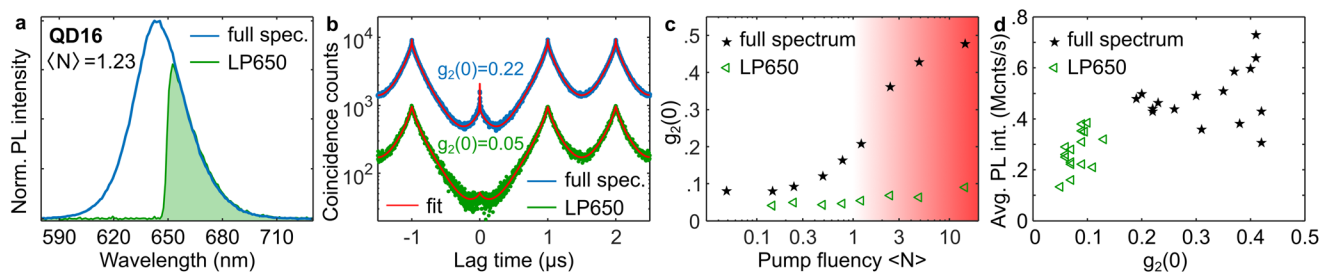 a
QD16
⟨N⟩=1.23
full spec.
LP650
Norm. PL intensity
590 620 650 680 710
Wavelength (nm)
b
10⁴
10³
10²
g₂(0)=0.22
g₂(0)=0.05
fit
full spec.
LP650
Coincidence counts
-1 0 1 2
Lag time (µs)
c
.5
.4
.3
.2
.1
0
full spectrum
LP650
g₂(0)
0.1 0.3 1 3 10
Pump fluency <N>
d
.8
.6
.4
.2
0
full spectrum
LP650
Avg. PL int. (Mcnts/s)
0 0.1 0.2 0.3 0.4 0.5
g₂(0)